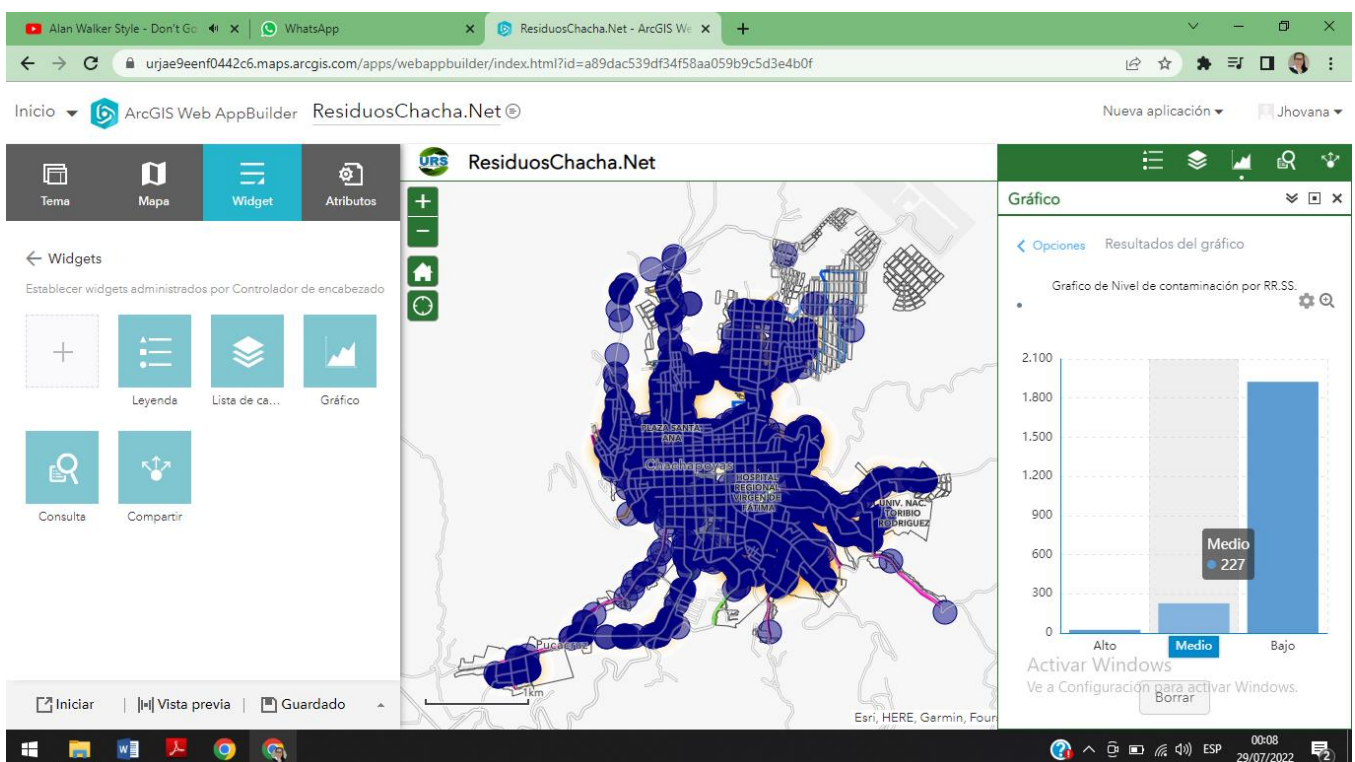 Alan Walker Style - Don't Go
WhatsApp
ResiduosChacha.Net - ArcGIS We
urjae9eenf0442c6.maps.arcgis.com/apps/webappbuilder/index.html?id=a89dac539df34f58aa059b9c5d3e4b0f
Inicio
ArcGIS Web AppBuilder
ResiduosChacha.Net
Nueva aplicación
Jhovana
Tema
Mapa
Widget
Atributos
URS
ResiduosChacha.Net
Gráfico
Opciones
Resultados del gráfico
Widgets
Establecer widgets administrados por Controlador de encabezado
Leyenda
Lista de ca...
Gráfico
Consulta
Compartir
PLAZA SANTA
ANA
Chachapoyas
HOSPITAL
REGIONAL
VIRGEN DE
FATIMA
UNIV. NAC.
TORIBIO
RODRIGUEZ
Pucacruz
1km
Esri, HERE, Garmin, Four
Grafico de Nivel de contaminación por RR.SS.
2.100
1.800
1.500
1.200
900
600
300
0
Medio
227
Alto
Medio
Bajo
Activar Windows
Ve a Configuración para activar Windows.
Borrar
Iniciar
Vista previa
Guardado
ESP
00:08
29/07/2022
2